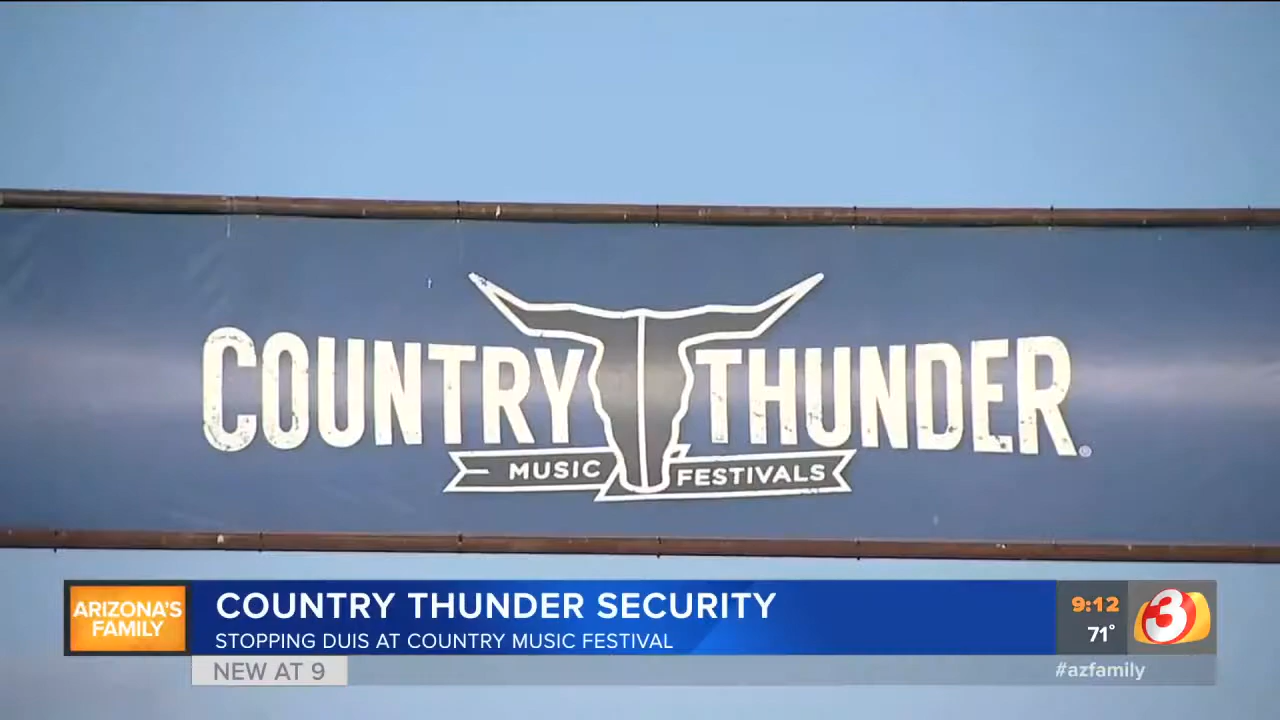 COUNTRY THUNDER®
MUSIC FESTIVALS
ARIZONA'S
FAMILY
COUNTRY THUNDER SECURITY
STOPPING DUIS AT COUNTRY MUSIC FESTIVAL
9:12
71°
3
NEW AT 9
#azfamily